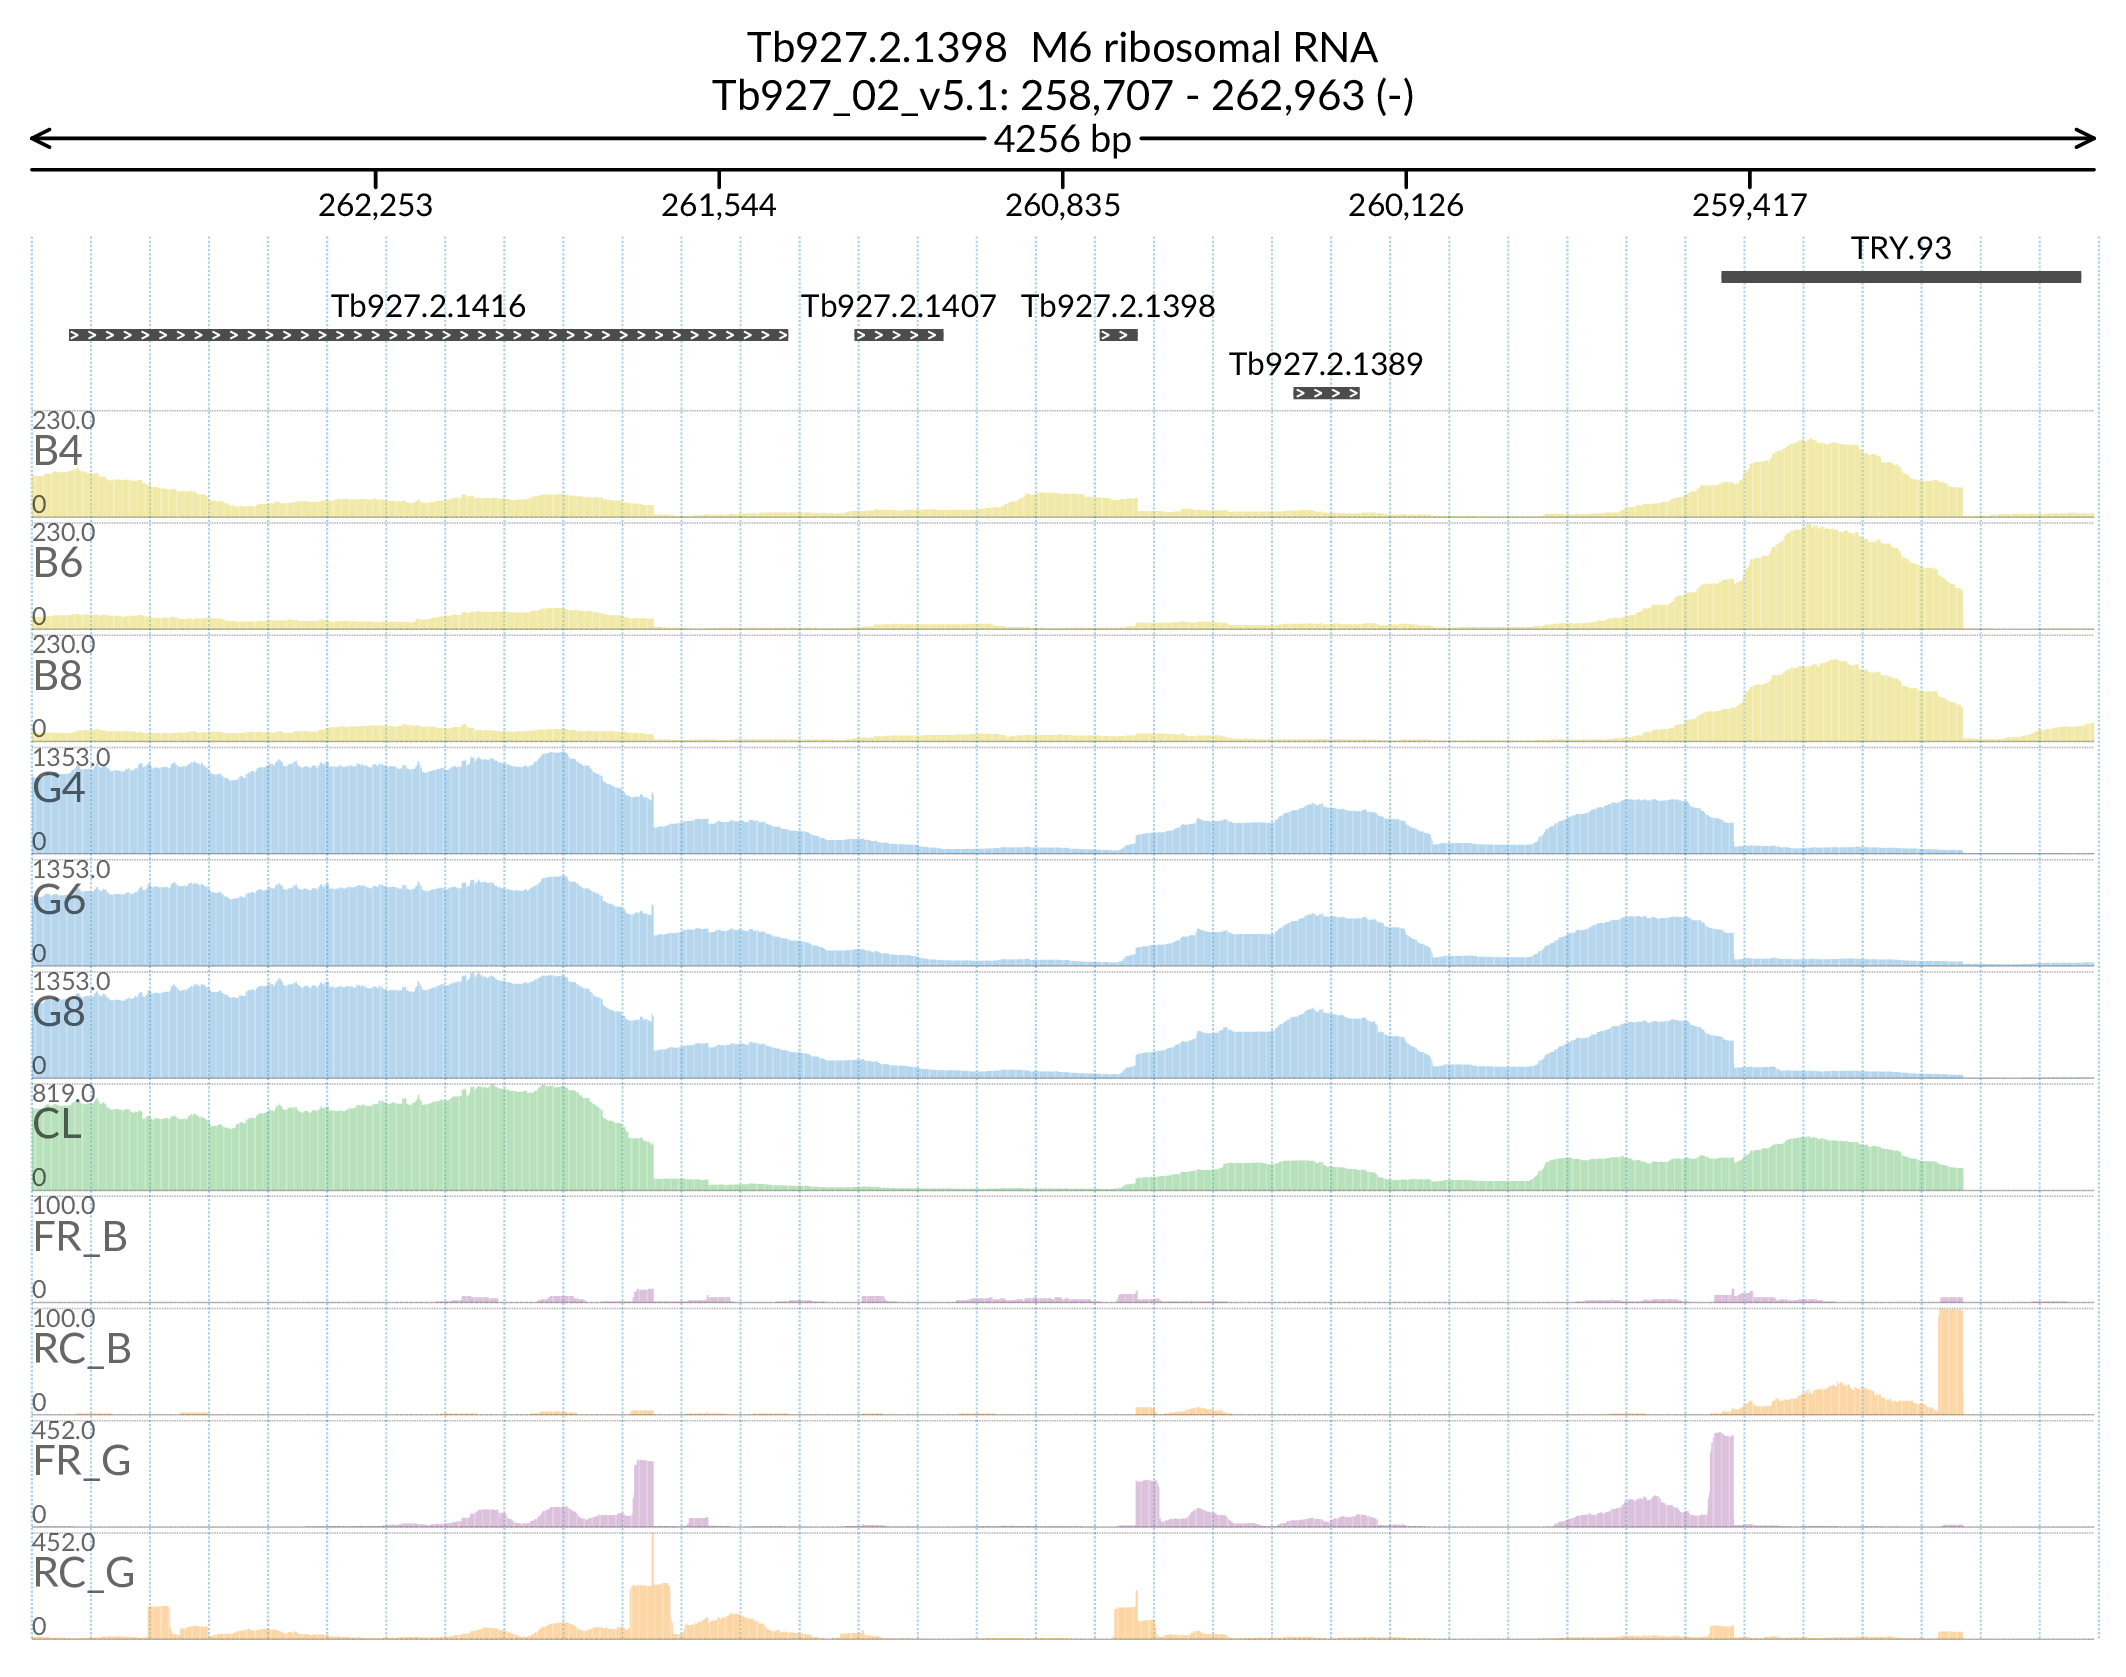 Tb927.2.1398 M6 ribosomal RNA
Tb927_02_v5.1: 258,707 - 262,963 (-)
4256 bp
262,253 261,544 260,835 260,126 259,417
TRY.93
Tb927.2.1416 Tb927.2.1407 Tb927.2.1398
Tb927.2.1389
230.0
B4
0
230.0
B6
0
230.0
B8
0
1353.0
G4
0
1353.0
G6
0
1353.0
G8
0
819.0
CL
0
100.0
FR_B
0
100.0
RC_B
0
452.0
FR_G
0
452.0
RC_G
0